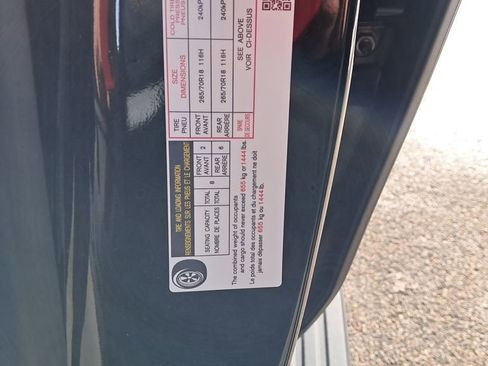 TIRE AND LOADING INFORMATION
RENSEIGNEMENTS SUR LES PNEUS ET LE CHARGEMENT
SEATING CAPACITY TOTAL 8 FRONT 2 REAR 6
NOMBRE DE PLACES TOTAL AVANT ARRIÈRE
The combined weight of occupants
and cargo should never exceed 655 kg or 1444 lbs.
Le poids total des occupants et du chargement ne doit
jamais dépasser 655 kg ou 1444 lb.
TIRE SIZE COLD TIRE
PNEU DIMENSIONS
FRONT 265/70R18 116H 240kP
AVANT
REAR 265/70R18 116H 240kP
ARRIÈRE
SPARE SEE ABOVE
DE SECOURS VOIR CI-DESSUS